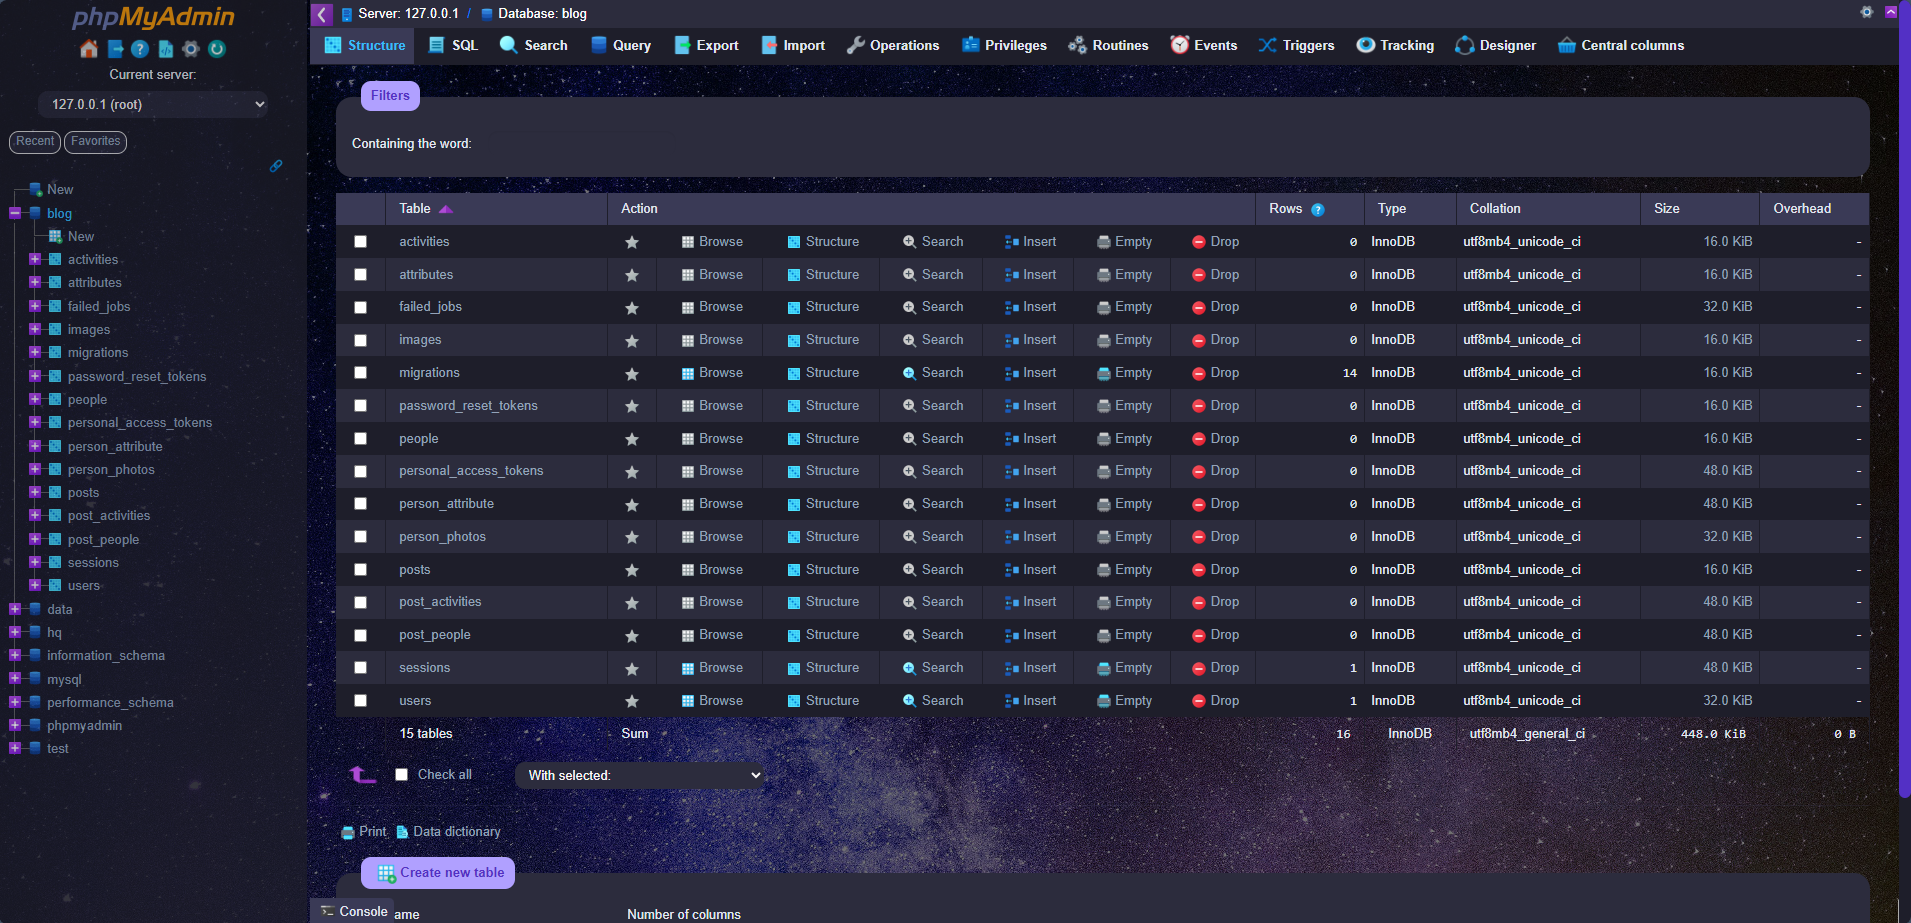 phpMyAdmin
Current server:
127.0.0.1 (root)
Recent Favorites
New
blog
New
activities
attributes
failed_jobs
images
migrations
password_reset_tokens
people
personal_access_tokens
person_attribute
person_photos
posts
post_activities
post_people
sessions
users
data
hq
information_schema
mysql
performance_schema
phpmyadmin
test
Server: 127.0.0.1 / Database: blog
Structure SQL Search Query Export Import Operations Privileges Routines Events Triggers Tracking Designer Central columns
Filters
Containing the word:
Table Action Rows Type Collation Size Overhead
activities Browse Structure Search Insert Empty Drop 0 InnoDB utf8mb4_unicode_ci 16.0 KiB -
attributes Browse Structure Search Insert Empty Drop 0 InnoDB utf8mb4_unicode_ci 16.0 KiB -
failed_jobs Browse Structure Search Insert Empty Drop 0 InnoDB utf8mb4_unicode_ci 32.0 KiB -
images Browse Structure Search Insert Empty Drop 0 InnoDB utf8mb4_unicode_ci 16.0 KiB -
migrations Browse Structure Search Insert Empty Drop 14 InnoDB utf8mb4_unicode_ci 16.0 KiB -
password_reset_tokens Browse Structure Search Insert Empty Drop 0 InnoDB utf8mb4_unicode_ci 16.0 KiB -
people Browse Structure Search Insert Empty Drop 0 InnoDB utf8mb4_unicode_ci 16.0 KiB -
personal_access_tokens Browse Structure Search Insert Empty Drop 0 InnoDB utf8mb4_unicode_ci 48.0 KiB -
person_attribute Browse Structure Search Insert Empty Drop 0 InnoDB utf8mb4_unicode_ci 48.0 KiB -
person_photos Browse Structure Search Insert Empty Drop 0 InnoDB utf8mb4_unicode_ci 32.0 KiB -
posts Browse Structure Search Insert Empty Drop 0 InnoDB utf8mb4_unicode_ci 16.0 KiB -
post_activities Browse Structure Search Insert Empty Drop 0 InnoDB utf8mb4_unicode_ci 48.0 KiB -
post_people Browse Structure Search Insert Empty Drop 0 InnoDB utf8mb4_unicode_ci 48.0 KiB -
sessions Browse Structure Search Insert Empty Drop 1 InnoDB utf8mb4_unicode_ci 48.0 KiB -
users Browse Structure Search Insert Empty Drop 1 InnoDB utf8mb4_unicode_ci 32.0 KiB -
15 tables Sum 16 InnoDB utf8mb4_general_ci 448.0 KiB 0 B
Check all With selected:
Print Data dictionary
Create new table
Console ame Number of columns